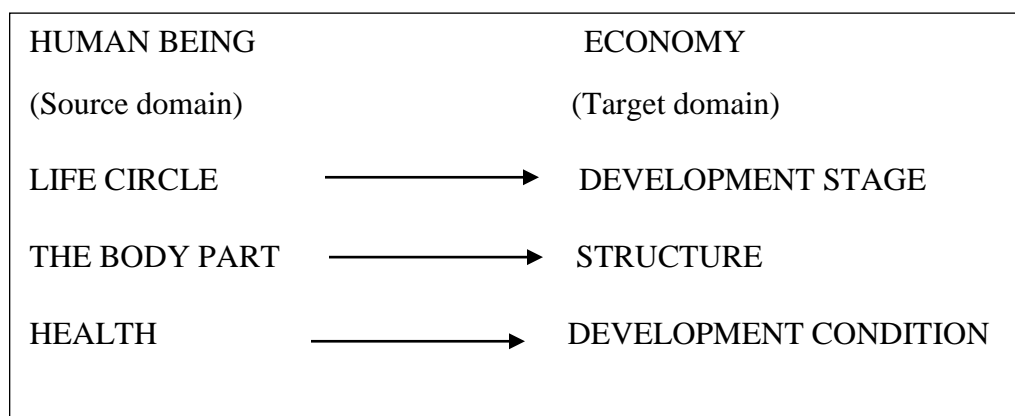 HUMAN BEING ECONOMY
(Source domain) (Target domain)
LIFE CIRCLE DEVELOPMENT STAGE
THE BODY PART STRUCTURE
HEALTH DEVELOPMENT CONDITION